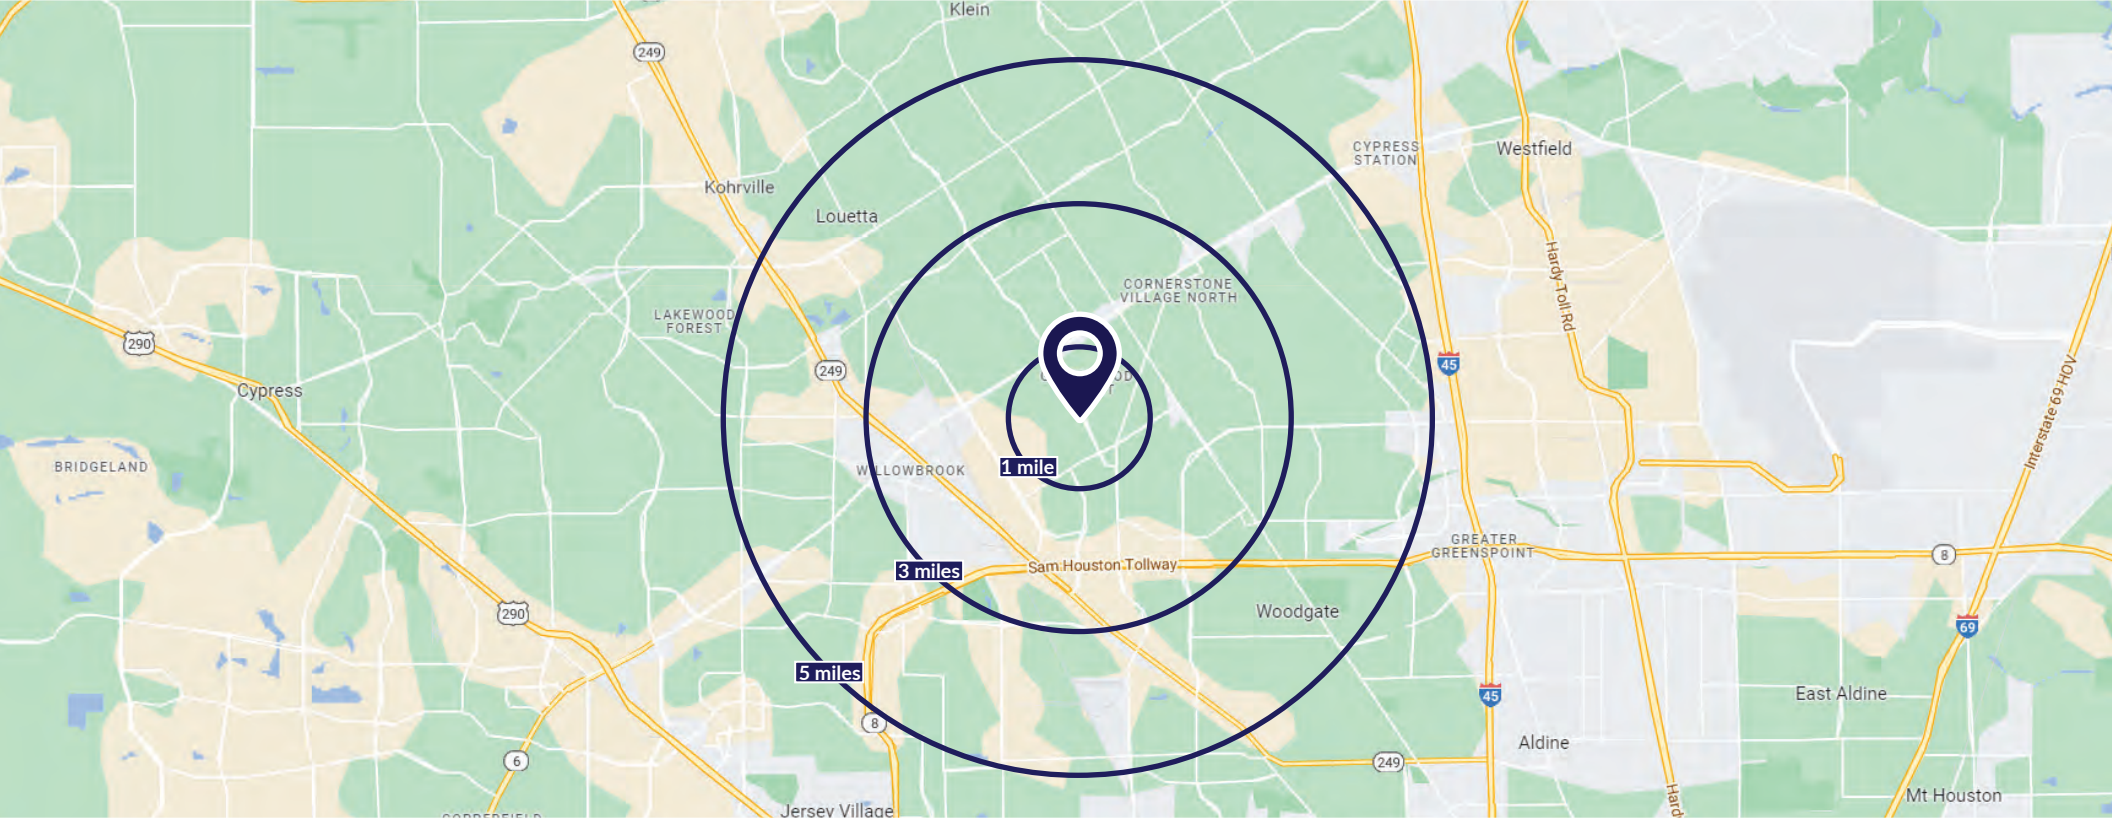 Klein
249
CYPRESS
STATION
Westfield
Kohrville
Louetta
Hardy Toll Rd
CORNERSTONE
VILLAGE NORTH
LAKEWOOD
FOREST
290
249
45
Cypress
Interstate 69 HOV
BRIDGELAND
WILLOWBROOK
1 mile
GREATER
GREENSPOINT
8
Sam Houston Tollway
3 miles
290
Woodgate
69
5 miles
45
East Aldine
8
Aldine
6
249
Mt Houston
Jersey Village